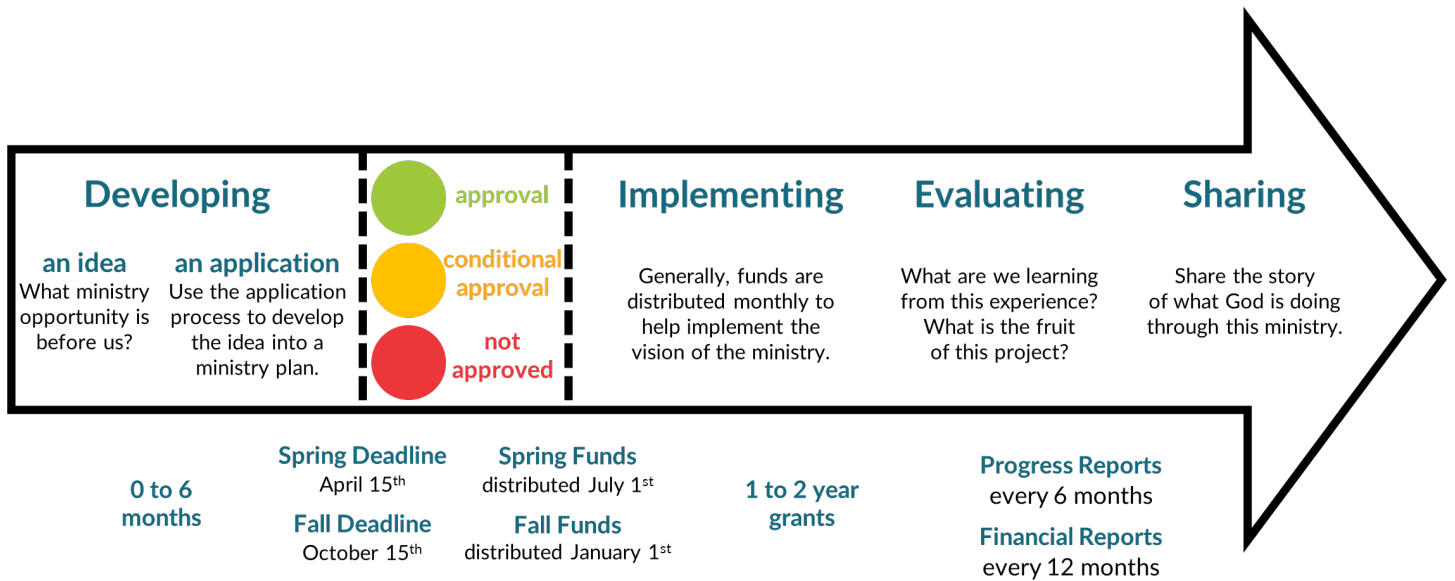 Developing
an idea
What ministry
opportunity is
before us?
an application
Use the application
process to develop
the idea into a
ministry plan.
approval
conditional
approval
not
approved
Implementing
Generally, funds are
distributed monthly to
help implement the
vision of the ministry.
Evaluating
What are we learning
from this experience?
What is the fruit
of this project?
Sharing
Share the story
of what God is doing
through this ministry.
0 to 6
months
Spring Deadline
April 15th
Fall Deadline
October 15th
Spring Funds
distributed July 1st
Fall Funds
distributed January 1st
1 to 2 year
grants
Progress Reports
every 6 months
Financial Reports
every 12 months